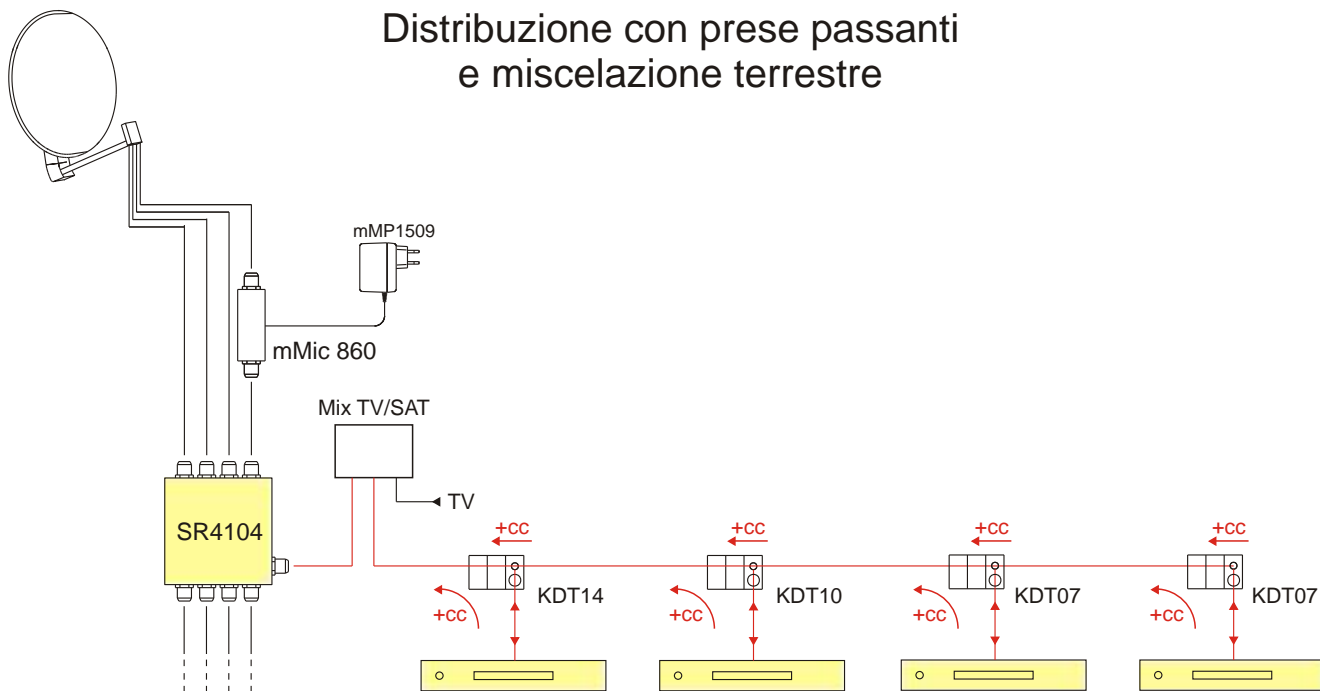 Distribuzione con prese passanti
e miscelazione terrestre
mMP1509
mMic 860
Mix TV/SAT
TV
SR4104
+cc
+cc
+cc
+cc
KDT14
KDT10
KDT07
KDT07
+cc
+cc
+cc
+cc